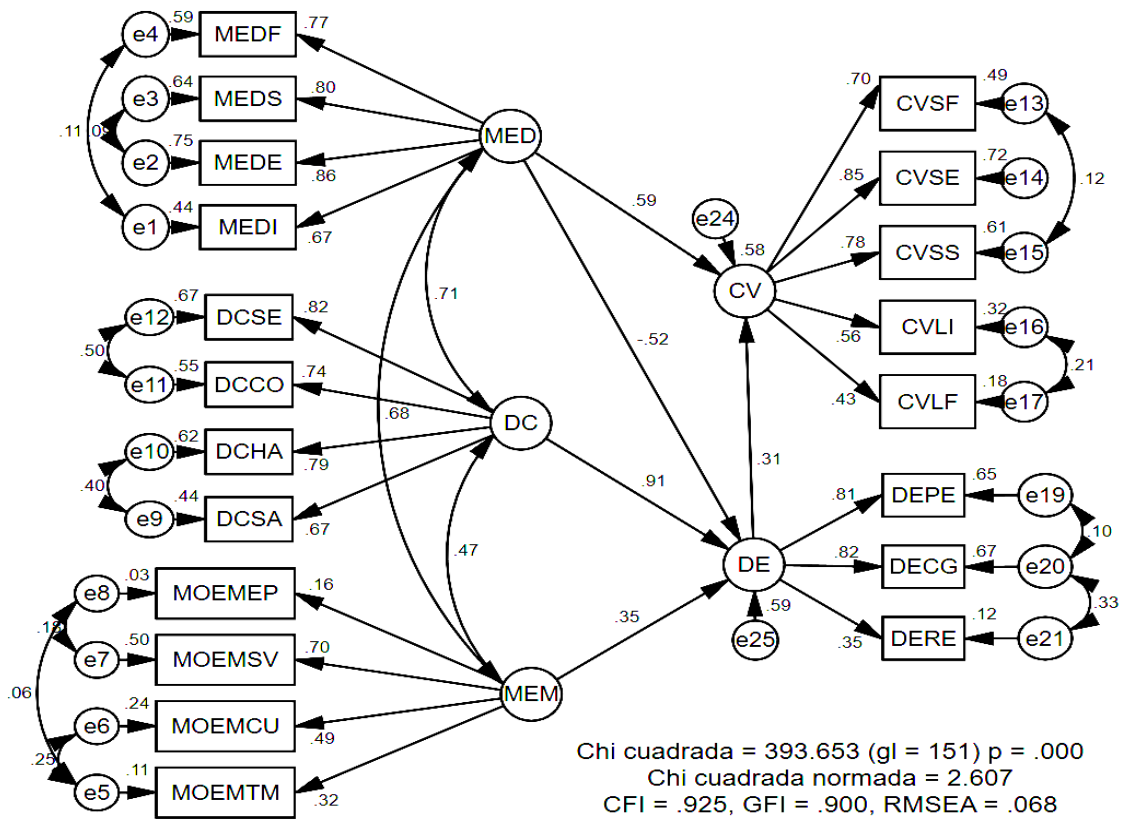 e4 .59 MEDF .77
e3 .64 MEDS .80
e2 .75 MEDE .86
e1 .44 MEDI .67
.11
MED
e12 .67 DCSE .82
e11 .55 DCCO .74
e10 .62 DCHA .79
e9 .44 DCSA .67
.50
.40
DC
e8 .03 MOEMEP .16
e7 .50 MOEMSV .70
e6 .24 MOEMCU .49
e5 .11 MOEMTM .32
.18
.06
.25
MEM
.71
.68
.47
.59
-.52
.91
.35
.31
e24
.58
CV
.70 CVSF .49 e13
.85 CVSE .72 e14
.78 CVSS .61 e15
.56 CVLI .32 e16
.43 CVLF .18 e17
.12
.21
DE
.59
e25
.81 DEPE .65 e19
.82 DECG .67 e20
.35 DERE .12 e21
.10
.33
Chi cuadrada = 393.653 (gl = 151) p = .000
Chi cuadrada normada = 2.607
CFI = .925, GFI = .900, RMSEA = .068